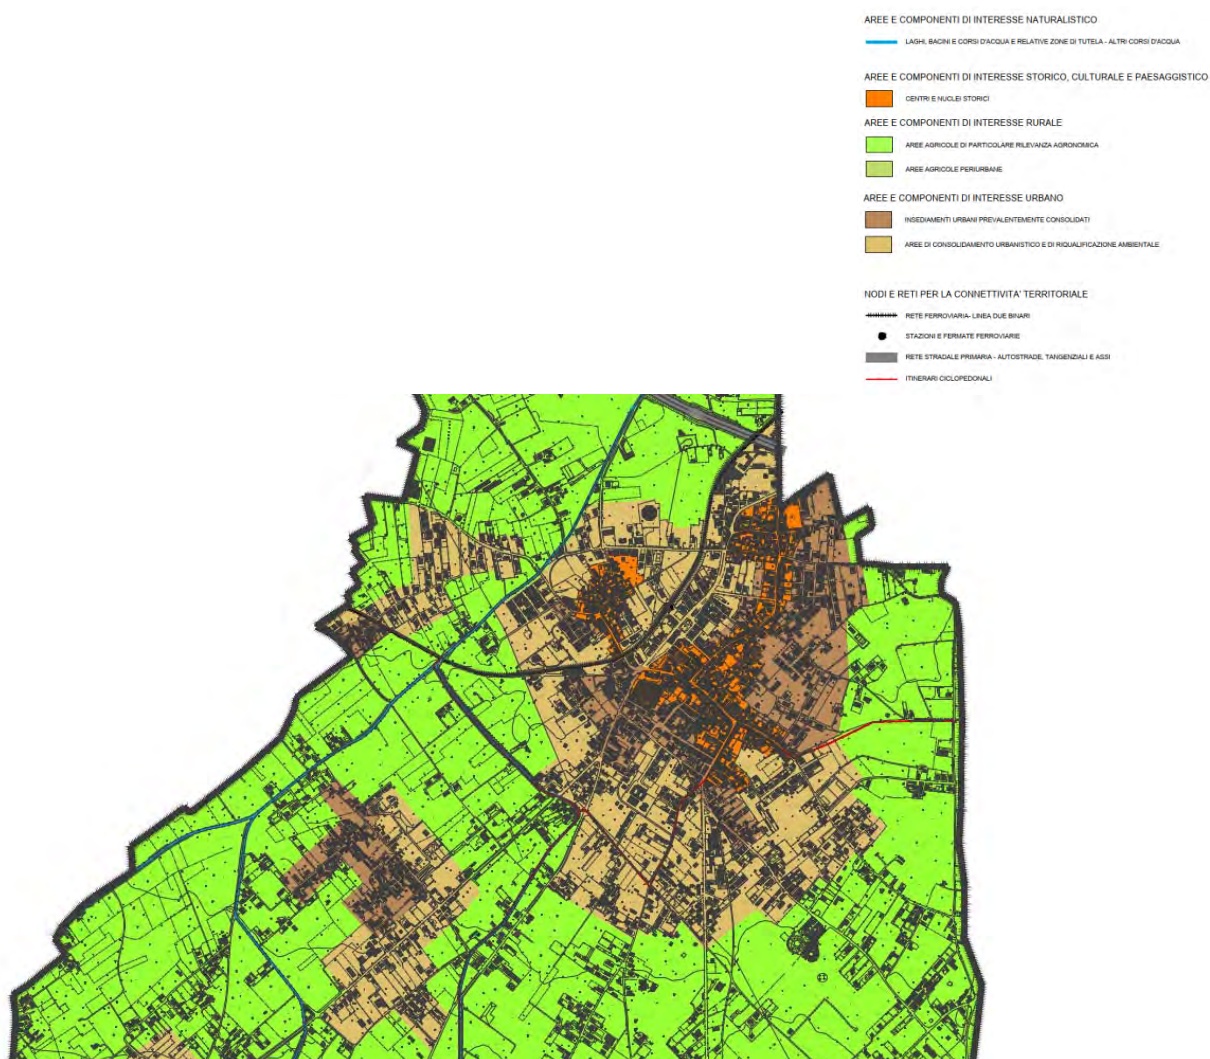 AREE E COMPONENTI DI INTERESSE NATURALISTICO
LAGHI, BACINI E CORSI D'ACQUA E RELATIVE ZONE DI TUTELA - ALTRI CORSI D'ACQUA
AREE E COMPONENTI DI INTERESSE STORICO, CULTURALE E PAESAGGISTICO
CENTRI E NUCLEI STORICI
AREE E COMPONENTI DI INTERESSE RURALE
AREE AGRICOLE DI PARTICOLARE RILEVANZA AGRONOMICA
AREE AGRICOLE PERIURBANE
AREE E COMPONENTI DI INTERESSE URBANO
INSEDIAMENTI URBANI PREVALENTEMENTE CONSOLIDATI
AREE DI CONSOLIDAMENTO URBANISTICO E DI RIQUALIFICAZIONE AMBIENTALE
NODI E RETI PER LA CONNETTIVITA' TERRITORIALE
RETE FERROVIARIA- LINEA DUE BINARI
STAZIONI E FERMATE FERROVIARIE
RETE STRADALE PRIMARIA - AUTOSTRADE, TANGENZIALI E ASSI
ITINERARI CICLOPEDONALI